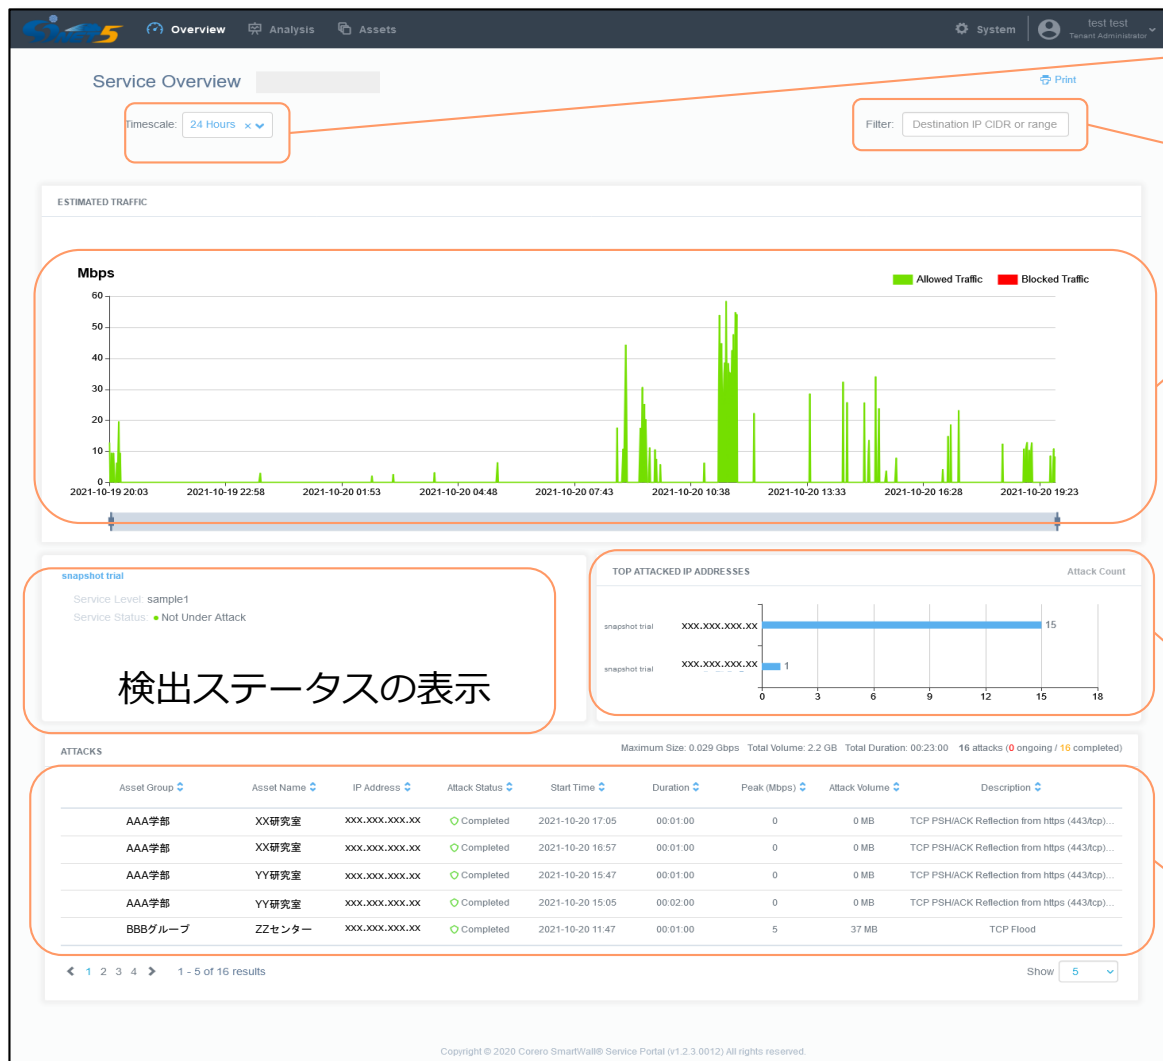 SINET5 Overview Analysis Assets System test test
Tenant Administrator
Service Overview Print
Timescale: 24 Hours Filter: Destination IP CIDR or range
ESTIMATED TRAFFIC
Mbps
Allowed Traffic Blocked Traffic
60
50
40
30
20
10
0
2021-10-19 20:03 2021-10-19 22:58 2021-10-20 01:53 2021-10-20 04:48 2021-10-20 07:43 2021-10-20 10:38 2021-10-20 13:33 2021-10-20 16:28 2021-10-20 19:23
snapshot trial
Service Level: sample1
Service Status: Not Under Attack
検出ステータスの表示
TOP ATTACKED IP ADDRESSES Attack Count
snapshot trial xxx.xxx.xxx.xx 15
snapshot trial xxx.xxx.xxx.xx 1
0 3 6 9 12 15 18
ATTACKS Maximum Size: 0.029 Gbps Total Volume: 2.2 GB Total Duration: 00:23:00 16 attacks (0 ongoing / 16 completed)
Asset Group Asset Name IP Address Attack Status Start Time Duration Peak (Mbps) Attack Volume Description
AAA学部 XX研究室 xxx.xxx.xxx.xx Completed 2021-10-20 17:05 00:01:00 0 0 MB TCP PSH/ACK Reflection from https (443/tcp)...
AAA学部 XX研究室 xxx.xxx.xxx.xx Completed 2021-10-20 16:57 00:01:00 0 0 MB TCP PSH/ACK Reflection from https (443/tcp)...
AAA学部 YY研究室 xxx.xxx.xxx.xx Completed 2021-10-20 15:47 00:01:00 0 0 MB TCP PSH/ACK Reflection from https (443/tcp)...
AAA学部 YY研究室 xxx.xxx.xxx.xx Completed 2021-10-20 15:05 00:02:00 0 0 MB TCP PSH/ACK Reflection from https (443/tcp)...
BBBグループ ZZセンター xxx.xxx.xxx.xx Completed 2021-10-20 11:47 00:01:00 5 37 MB TCP Flood
1 2 3 4 1 - 5 of 16 results Show 5
Copyright © 2020 Corero SmartWall® Service Portal (v1.2.3.0012) All rights reserved.